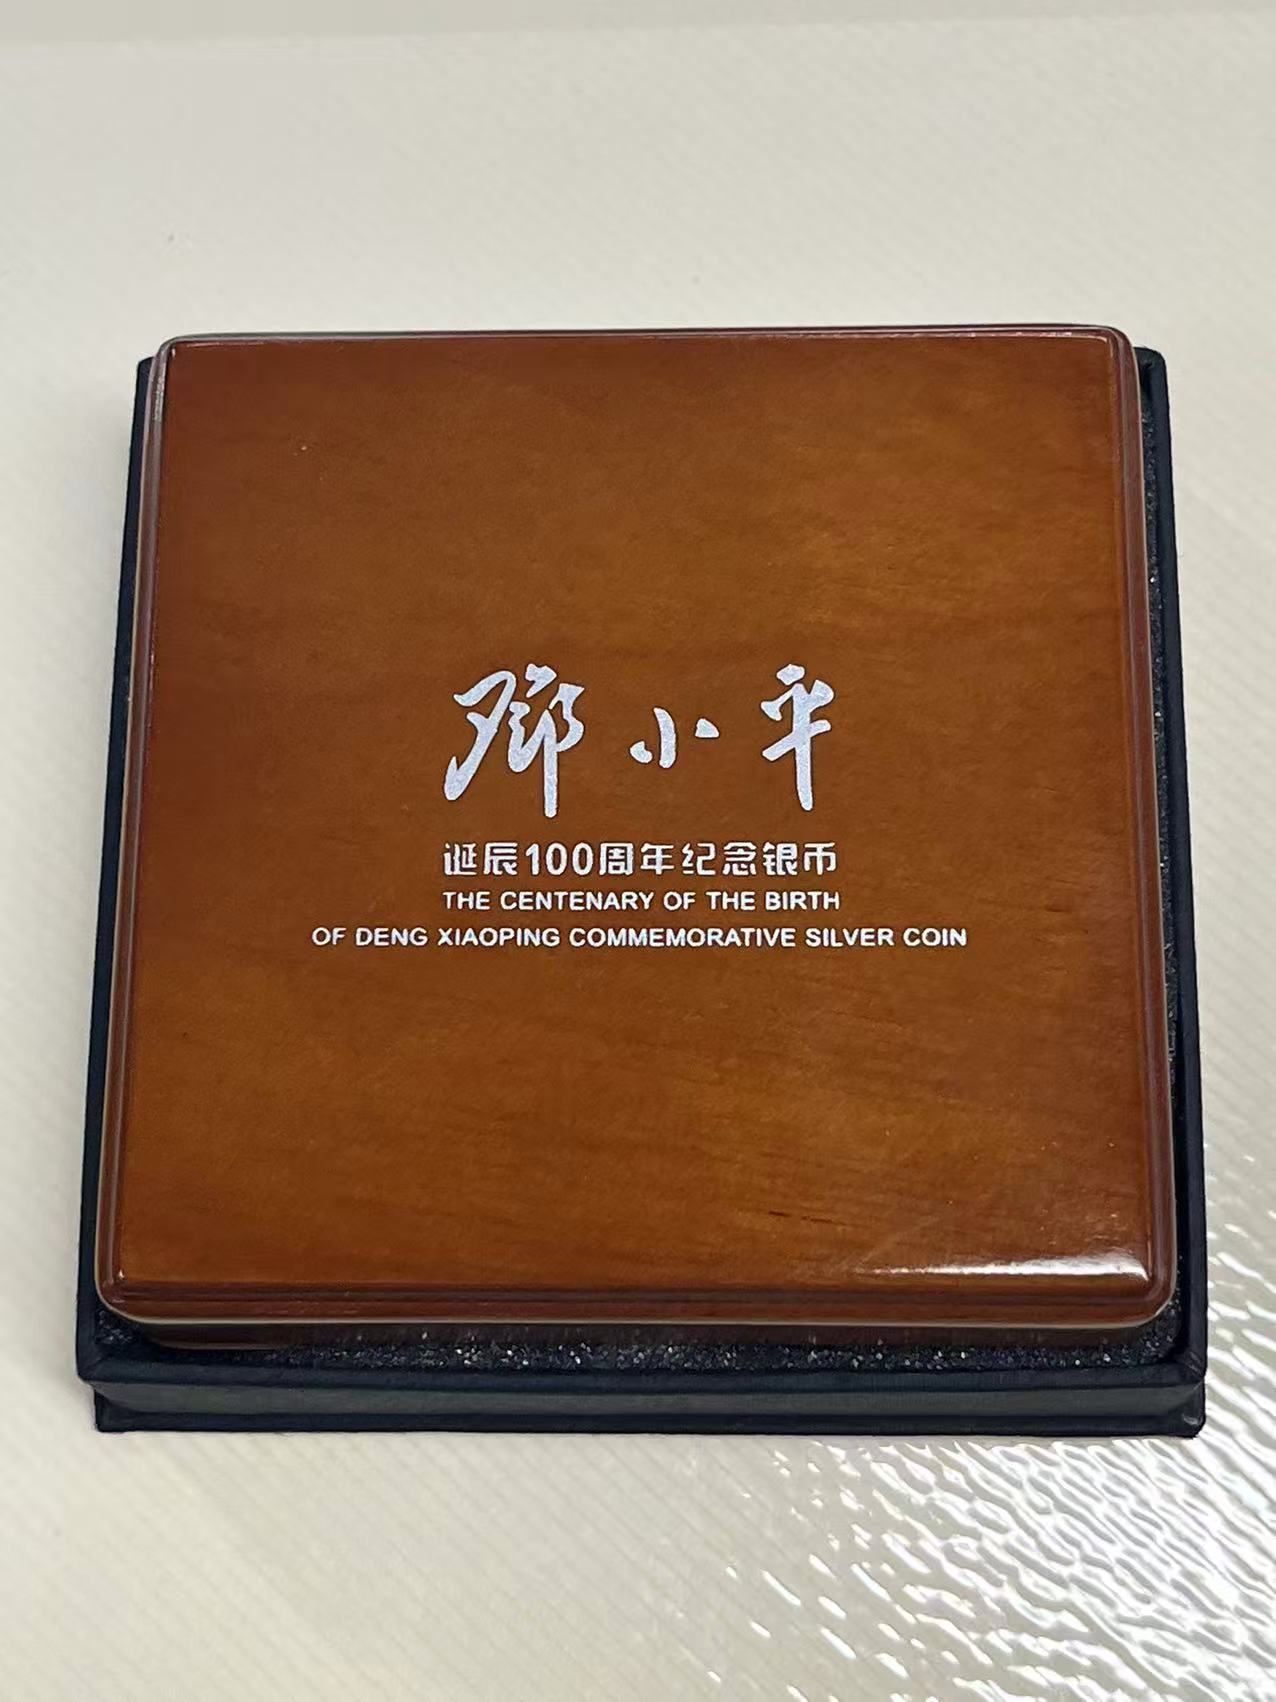 邓小平
诞辰100周年纪念银币
THE CENTENARY OF THE BIRTH
OF DENG XIAOPING COMMEMORATIVE SILVER COIN